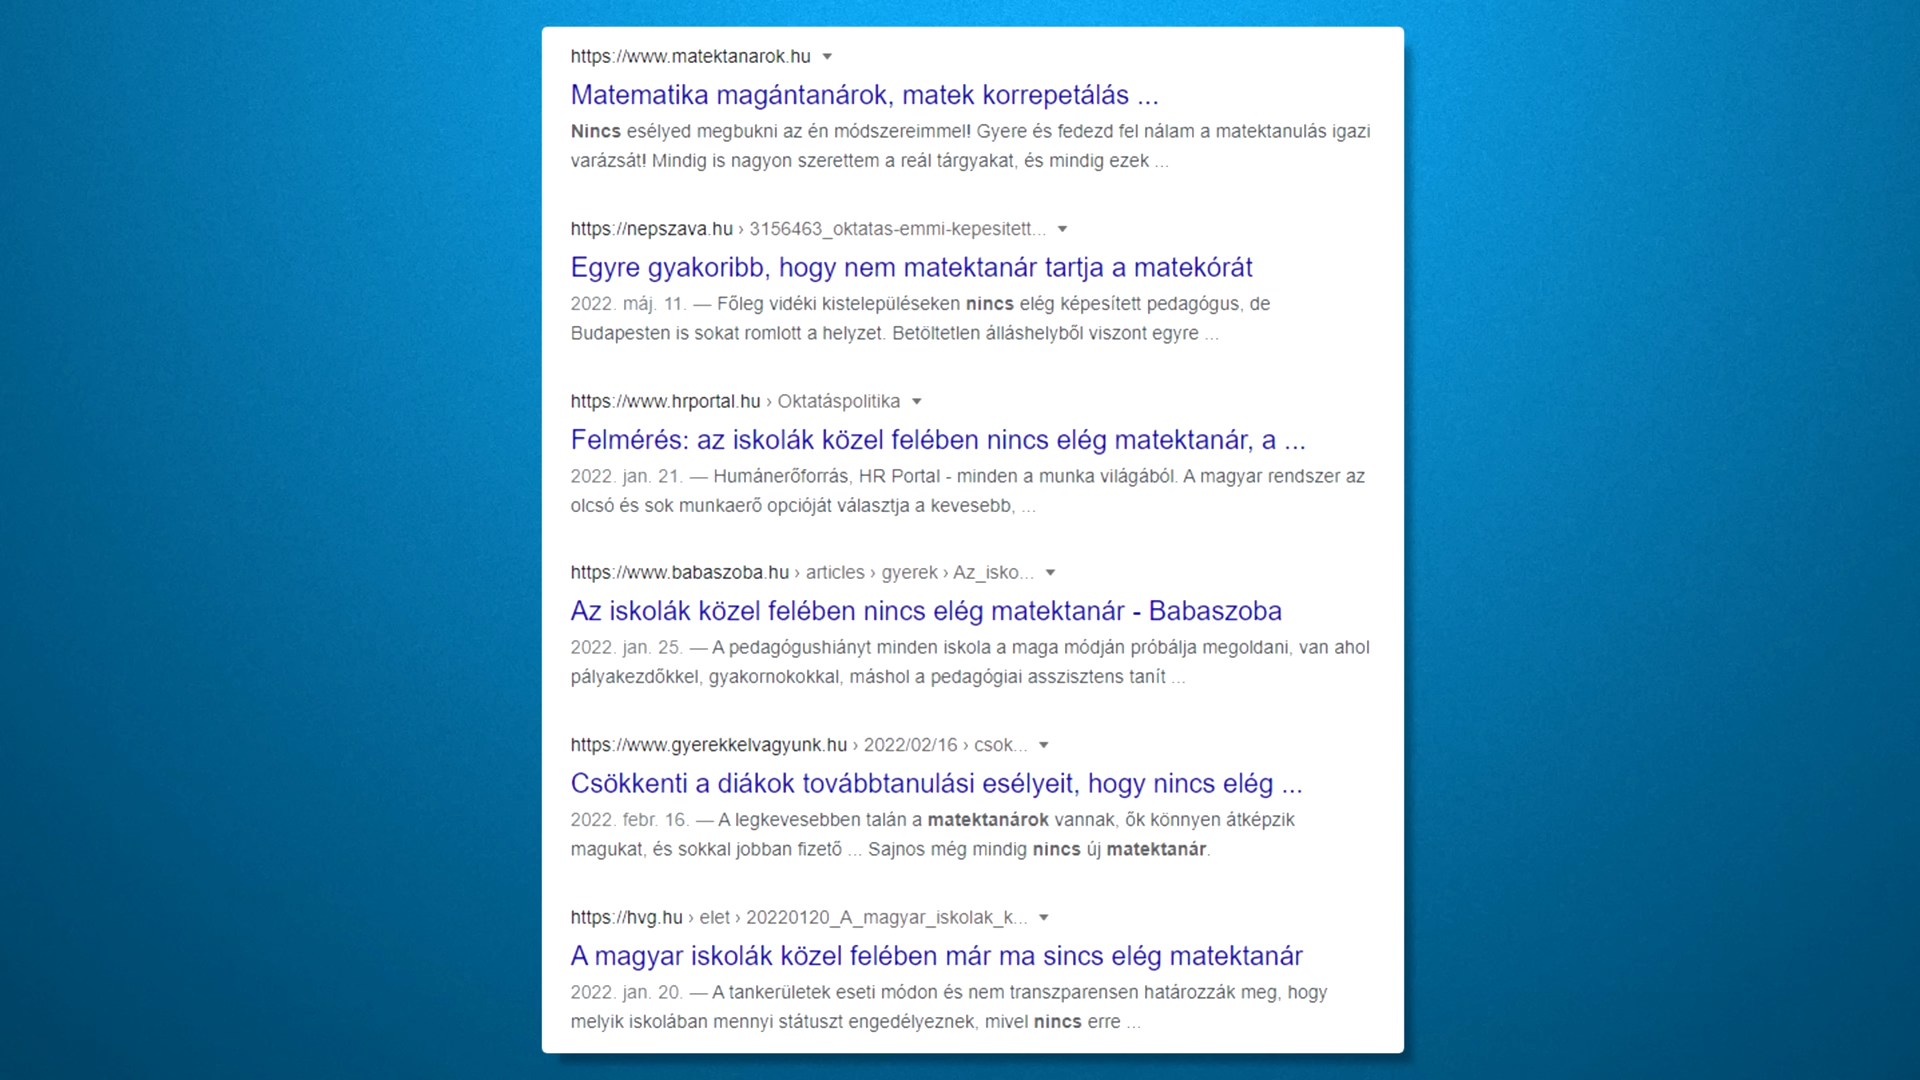 https://www.matektanarok.hu
Matematika magántanárok, matek korrepetálás ...
Nincs esélyed megbukni az én módszereimmel! Gyere és fedezd fel nálam a matektanulás igazi
varázsát! Mindig is nagyon szerettem a reál tárgyakat, és mindig ezek ...
https://nepszava.hu › 3156463_oktatas-emmi-kepesitett...
Egyre gyakoribb, hogy nem matektanár tartja a matekórát
2022. máj. 11. — Főleg vidéki kistelepüléseken nincs elég képesített pedagógus, de
Budapesten is sokat romlott a helyzet. Betöltetlen álláshelyből viszont egyre ...
https://www.hrportal.hu › Oktatáspolitika
Felmérés: az iskolák közel felében nincs elég matektanár, a ...
2022. jan. 21. — Humánerőforrás, HR Portal - minden a munka világából. A magyar rendszer az
olcsó és sok munkaerő opcióját választja a kevesebb, ...
https://www.babaszoba.hu › articles › gyerek › Az_isko...
Az iskolák közel felében nincs elég matektanár - Babaszoba
2022. jan. 25. — A pedagógushiányt minden iskola a maga módján próbálja megoldani, van ahol
pályakezdőkkel, gyakornokokkal, máshol a pedagógiai asszisztens tanít ...
https://www.gyerekkelvagyunk.hu › 2022/02/16 › csok...
Csökkenti a diákok továbbtanulási esélyeit, hogy nincs elég ...
2022. febr. 16. — A legkevesebben talán a matektanárok vannak, ők könnyen átképzik
magukat, és sokkal jobban fizető ... Sajnos még mindig nincs új matektanár.
https://hvg.hu › elet › 20220120_A_magyar_iskolak_k...
A magyar iskolák közel felében már ma sincs elég matektanár
2022. jan. 20. — A tankerületek eseti módon és nem transzparensen határozzák meg, hogy
melyik iskolában mennyi státuszt engedélyeznek, mivel nincs erre ...